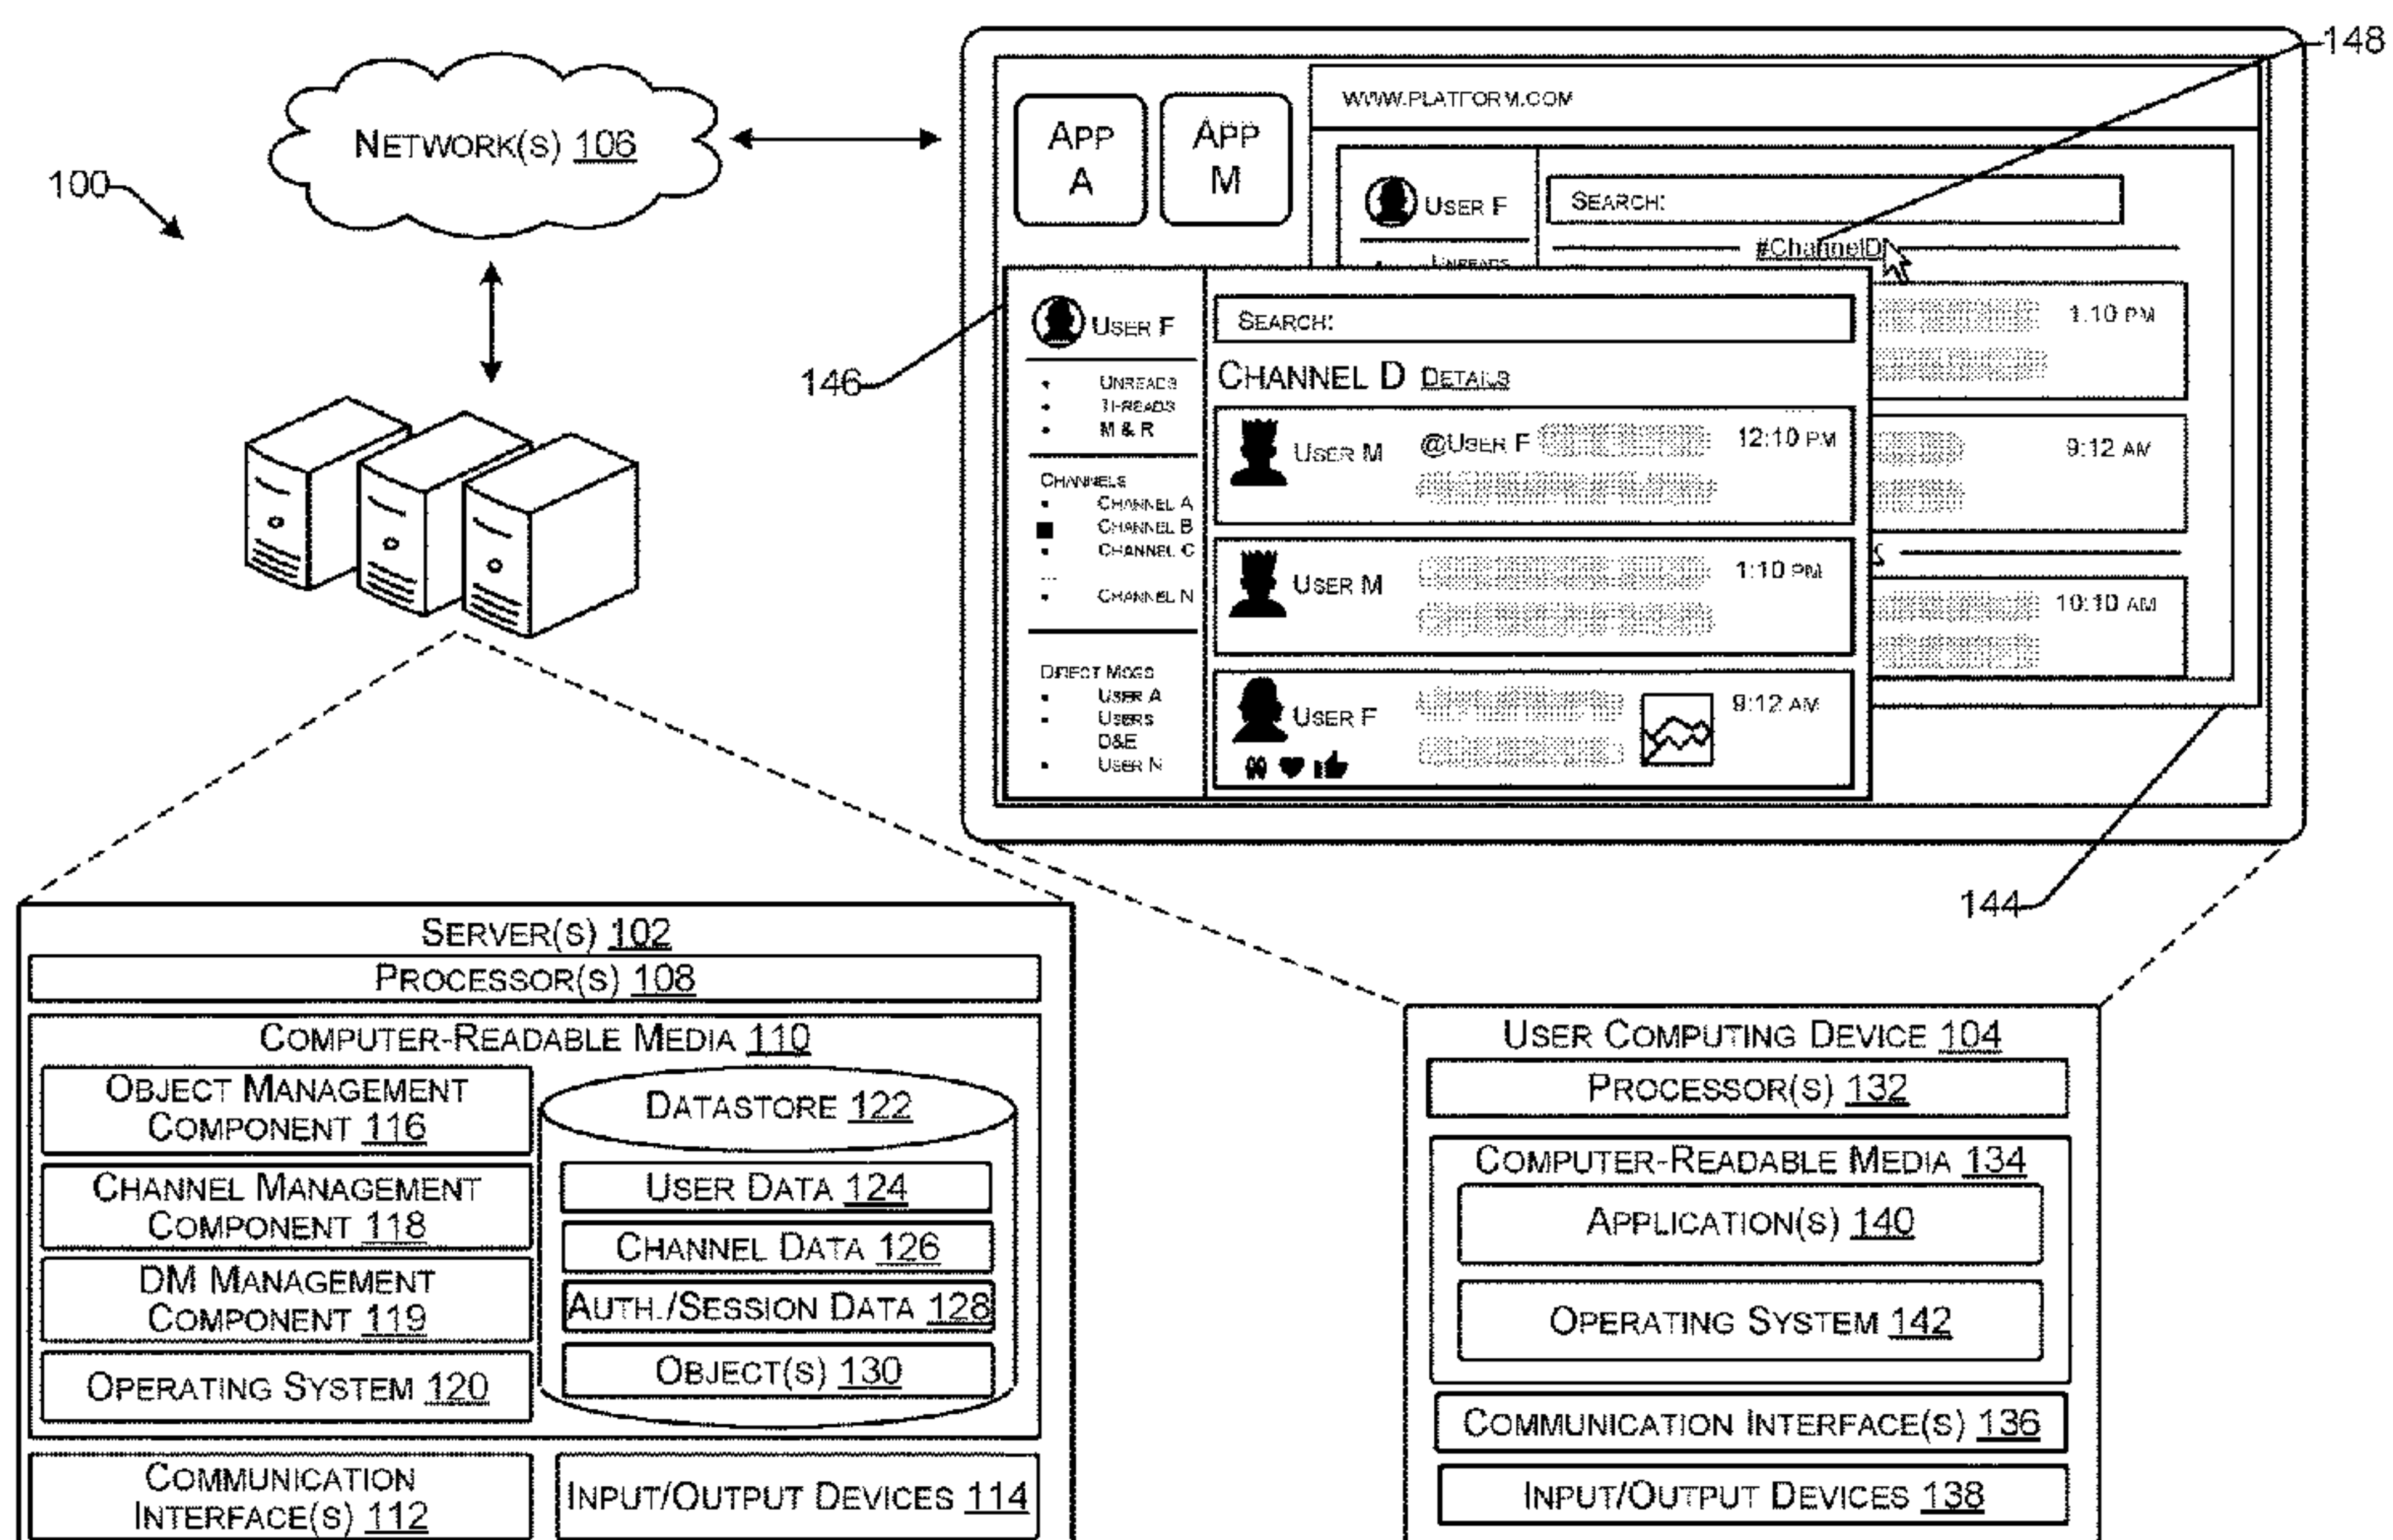 148
WWW.PLATFORM.COM
APP
A
APP
M
NETWORK(S) 106
100
USER F
SEARCH:
#ChannelD
UNREADS
1:10 PM
9:12 AM
10:10 AM
146
USER F
SEARCH:
UNREADS
THREADS
M & R
CHANNEL D DETAILS
USER M
@USER F
12:10 PM
CHANNELS
CHANNEL A
CHANNEL B
CHANNEL C
...
CHANNEL N
USER M
1:10 PM
DIRECT MSGS
USER A
USERS
D&E
USER N
USER F
9:12 AM
144
SERVER(S) 102
PROCESSOR(S) 108
COMPUTER-READABLE MEDIA 110
OBJECT MANAGEMENT
COMPONENT 116
CHANNEL MANAGEMENT
COMPONENT 118
DM MANAGEMENT
COMPONENT 119
OPERATING SYSTEM 120
DATASTORE 122
USER DATA 124
CHANNEL DATA 126
AUTH./SESSION DATA 128
OBJECT(S) 130
COMMUNICATION
INTERFACE(S) 112
INPUT/OUTPUT DEVICES 114
USER COMPUTING DEVICE 104
PROCESSOR(S) 132
COMPUTER-READABLE MEDIA 134
APPLICATION(S) 140
OPERATING SYSTEM 142
COMMUNICATION INTERFACE(S) 136
INPUT/OUTPUT DEVICES 138